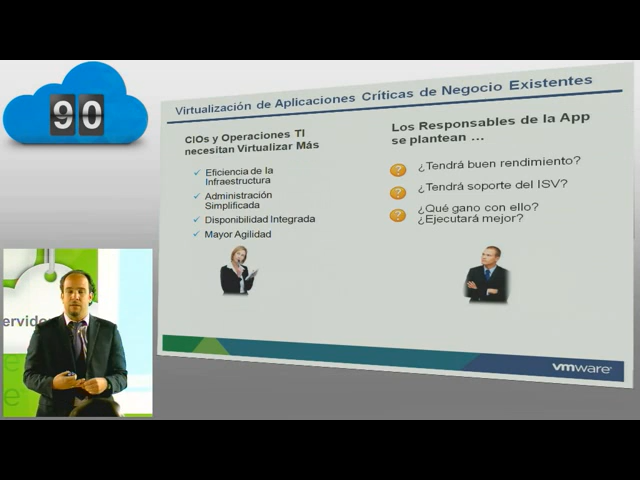 90
Virtualización de Aplicaciones Críticas de Negocio Existentes
CIOs y Operaciones TI
necesitan Virtualizar Más
✓ Eficiencia de la
Infraestructura
✓ Administración
Simplificada
✓ Disponibilidad Integrada
✓ Mayor Agilidad
Los Responsables de la App
se plantean ...
? ¿Tendrá buen rendimiento?
? ¿Tendrá soporte del ISV?
? ¿Qué gano con ello?
¿Ejecutará mejor?
vmware